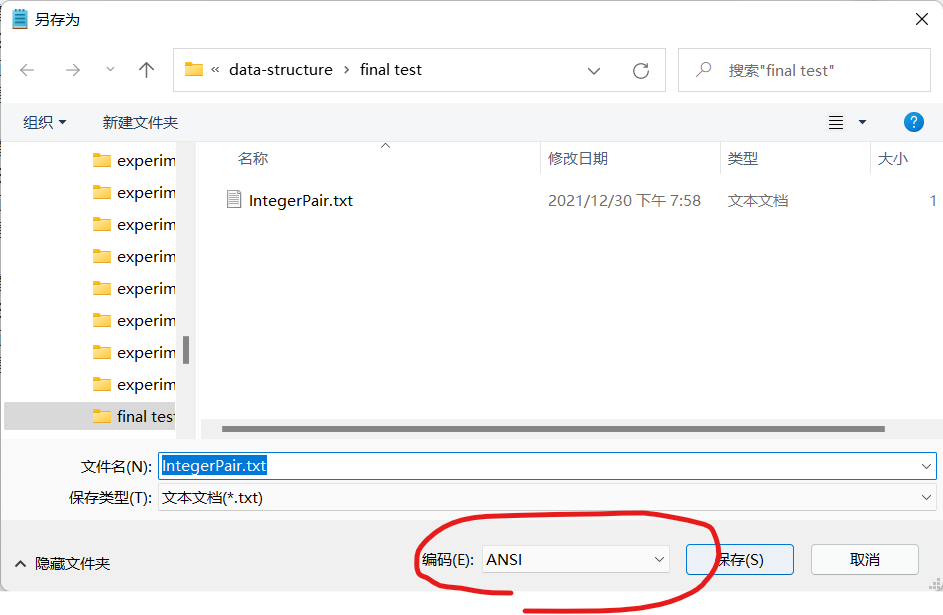 另存为
« data-structure › final test
搜索"final test"
组织
新建文件夹
?
名称
修改日期
类型
大小
experim
experim
experim
experim
experim
experim
experim
experim
final test
IntegerPair.txt
2021/12/30 下午 7:58
文本文档
1
文件名(N):
IntegerPair.txt
保存类型(T):
文本文档(*.txt)
隐藏文件夹
编码(E):
ANSI
保存(S)
取消